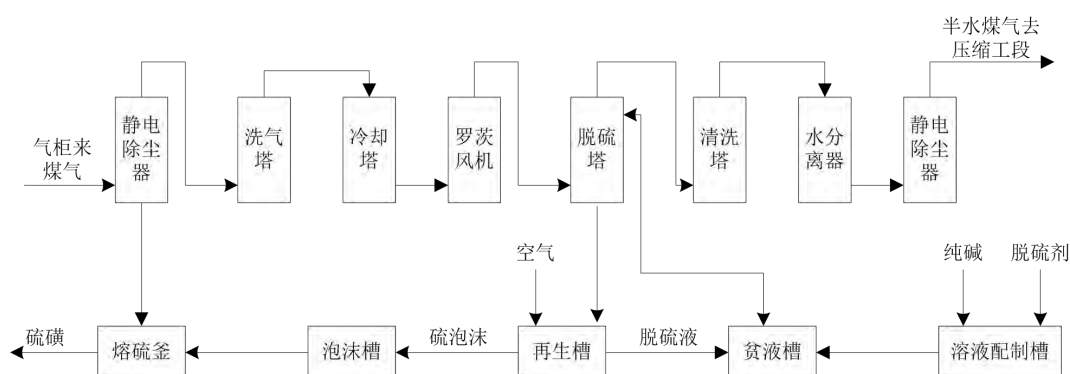 半水煤气去
压缩工段
气柜来
煤气
静电
除尘
器
洗气
塔
冷却
塔
罗茨
风机
脱硫
塔
清洗
塔
水分
离器
静电
除尘
器
空气
纯碱
脱硫剂
硫磺
熔硫釜
泡沫槽
硫泡沫
再生槽
脱硫液
贫液槽
溶液配制槽